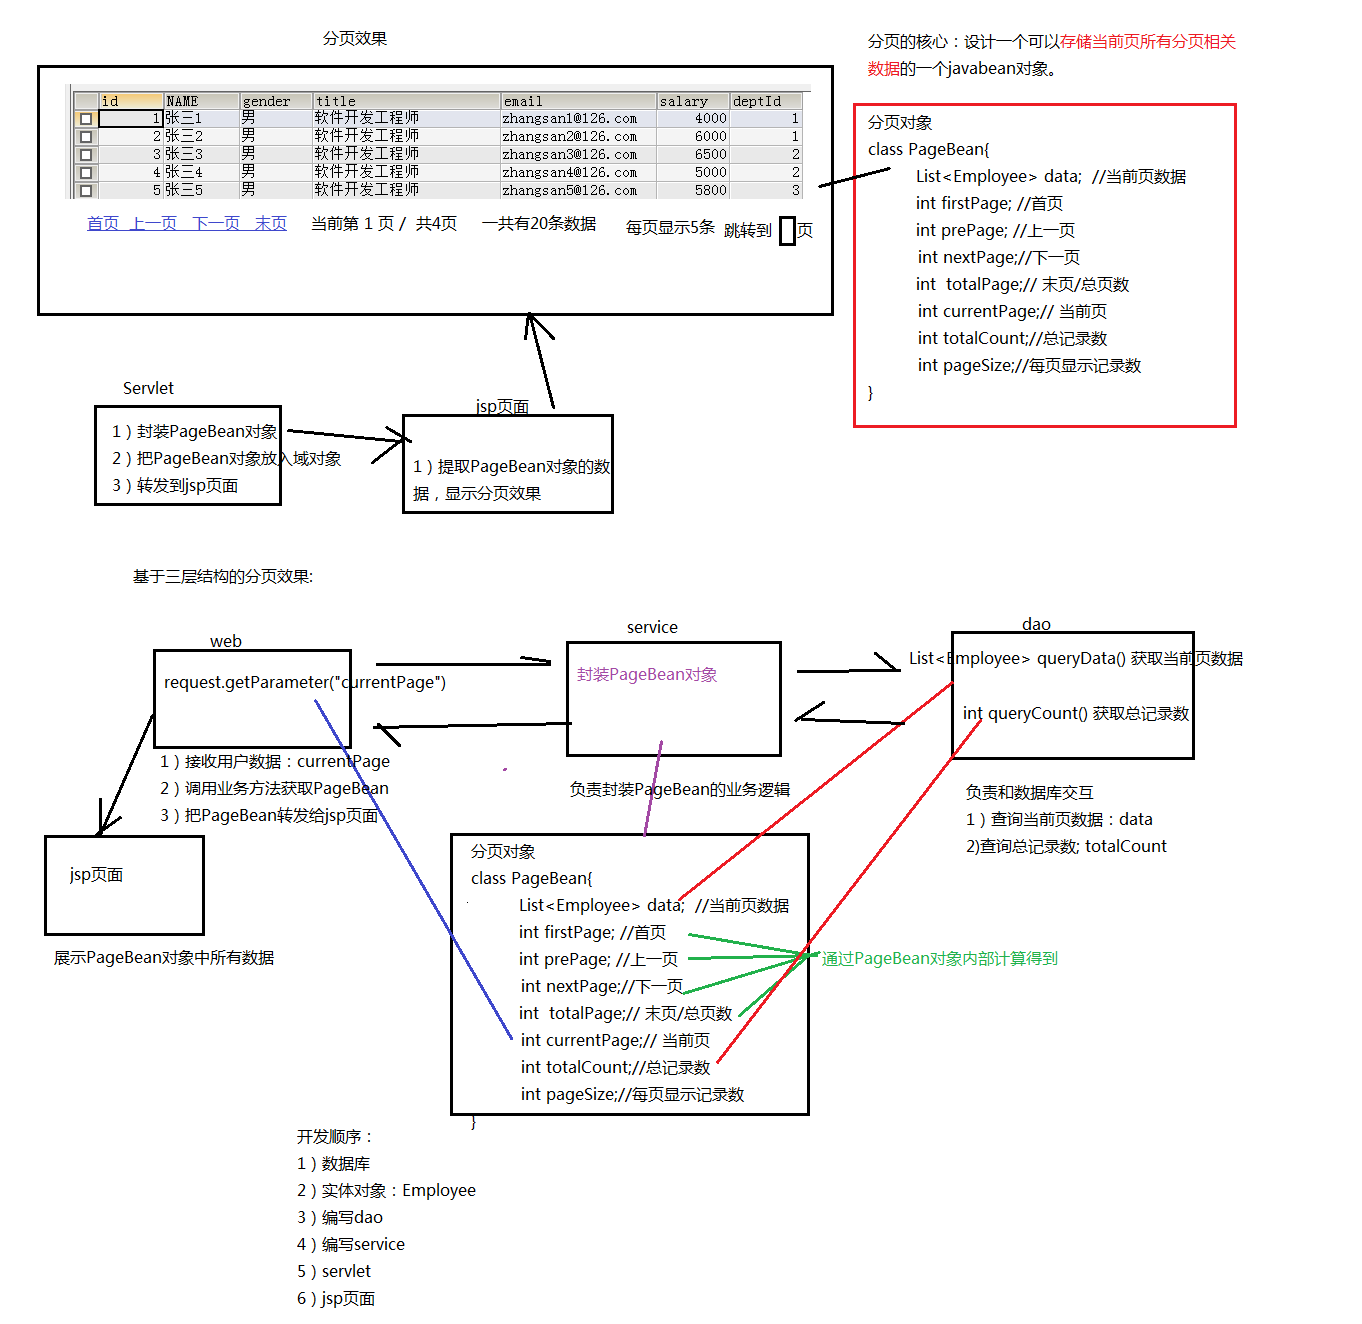 分页效果
分页的核心：设计一个可以存储当前页所有分页相关
数据的一个javabean对象。
id NAME gender title email salary deptId
1 张三1 男 软件开发工程师 zhangsan1@126.com 4000 1
2 张三2 男 软件开发工程师 zhangsan2@126.com 6000 1
3 张三3 男 软件开发工程师 zhangsan3@126.com 6500 2
4 张三4 男 软件开发工程师 zhangsan4@126.com 5000 2
5 张三5 男 软件开发工程师 zhangsan5@126.com 5800 3
首页 上一页 下一页 末页 当前第 1 页 / 共4页 一共有20条数据 每页显示5条 跳转到 页
分页对象
class PageBean{
List<Employee> data; //当前页数据
int firstPage; //首页
int prePage; //上一页
int nextPage;//下一页
int totalPage;// 末页/总页数
int currentPage;// 当前页
int totalCount;//总记录数
int pageSize;//每页显示记录数
}
Servlet
1）封装PageBean对象
2）把PageBean对象放入域对象
3）转发到jsp页面
jsp页面
1）提取PageBean对象的数
据，显示分页效果
基于三层结构的分页效果:
web
request.getParameter("currentPage")
1）接收用户数据：currentPage
2）调用业务方法获取PageBean
3）把PageBean转发给jsp页面
service
封装PageBean对象
负责封装PageBean的业务逻辑
dao
List<Employee> queryData() 获取当前页数据
int queryCount() 获取总记录数
负责和数据库交互
1）查询当前页数据：data
2)查询总记录数; totalCount
jsp页面
展示PageBean对象中所有数据
分页对象
class PageBean{
List<Employee> data; //当前页数据
int firstPage; //首页
int prePage; //上一页
int nextPage;//下一页
int totalPage;// 末页/总页数
int currentPage;// 当前页
int totalCount;//总记录数
int pageSize;//每页显示记录数
}
通过PageBean对象内部计算得到
开发顺序：
1）数据库
2）实体对象：Employee
3）编写dao
4）编写service
5）servlet
6）jsp页面